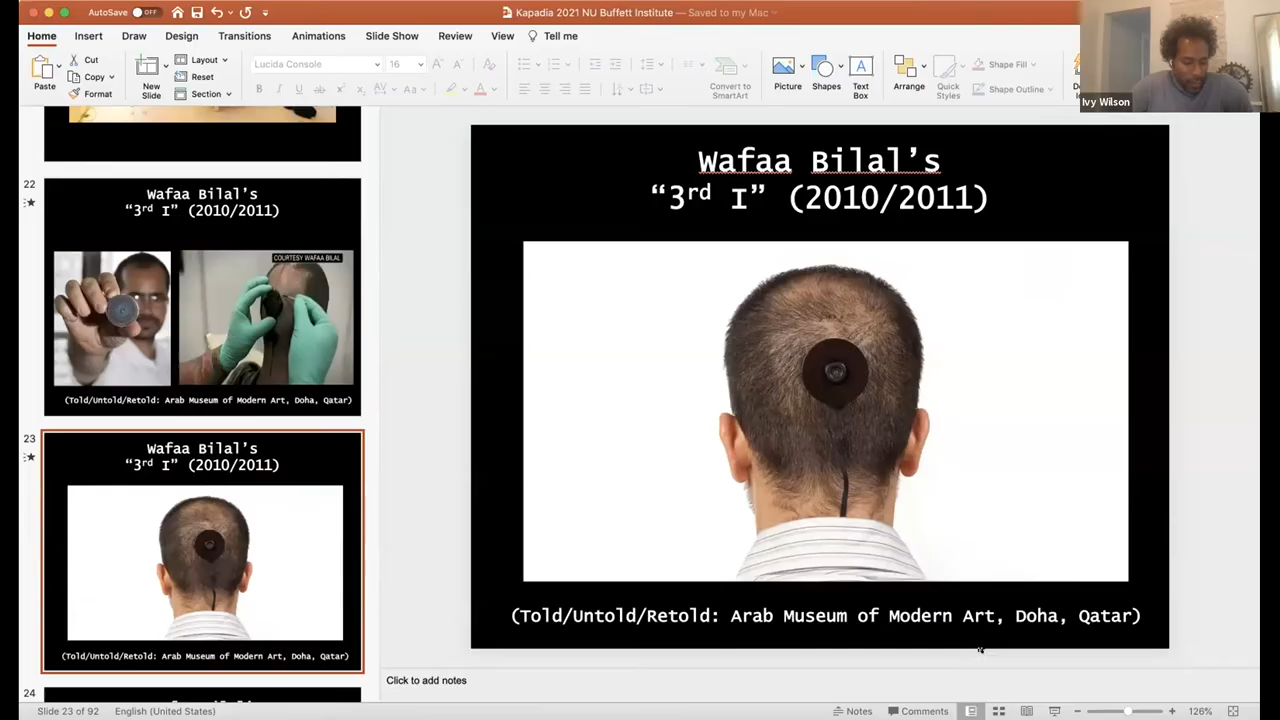 AutoSave OFF
Kapadia 2021 NU Buffett Institute — Saved to my Mac
Home Insert Draw Design Transitions Animations Slide Show Review View Tell me
Paste
Cut
Copy
Format
New Slide
Layout
Reset
Section
Lucida Console 16
Convert to SmartArt
Picture
Shapes
Text Box
Arrange
Quick Styles
Shape Fill
Shape Outline
Ivy Wilson
22
Wafaa Bilal's
“3rd I” (2010/2011)
COURTESY WAFAA BILAL
(Told/Untold/Retold: Arab Museum of Modern Art, Doha, Qatar)
23
Wafaa Bilal's
“3rd I” (2010/2011)
(Told/Untold/Retold: Arab Museum of Modern Art, Doha, Qatar)
24
Wafaa Bilal’s
“3rd I” (2010/2011)
(Told/Untold/Retold: Arab Museum of Modern Art, Doha, Qatar)
Click to add notes
Slide 23 of 92 English (United States) Notes Comments 126%